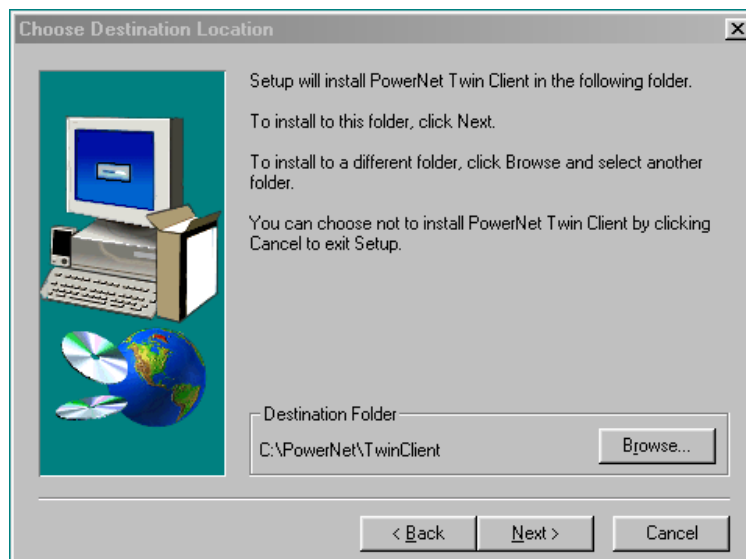 Choose Destination Location
Setup will install PowerNet Twin Client in the following folder.
To install to this folder, click Next.
To install to a different folder, click Browse and select another
folder.
You can choose not to install PowerNet Twin Client by clicking
Cancel to exit Setup.
Destination Folder
C:\PowerNet\TwinClient
Browse...
< Back
Next >
Cancel